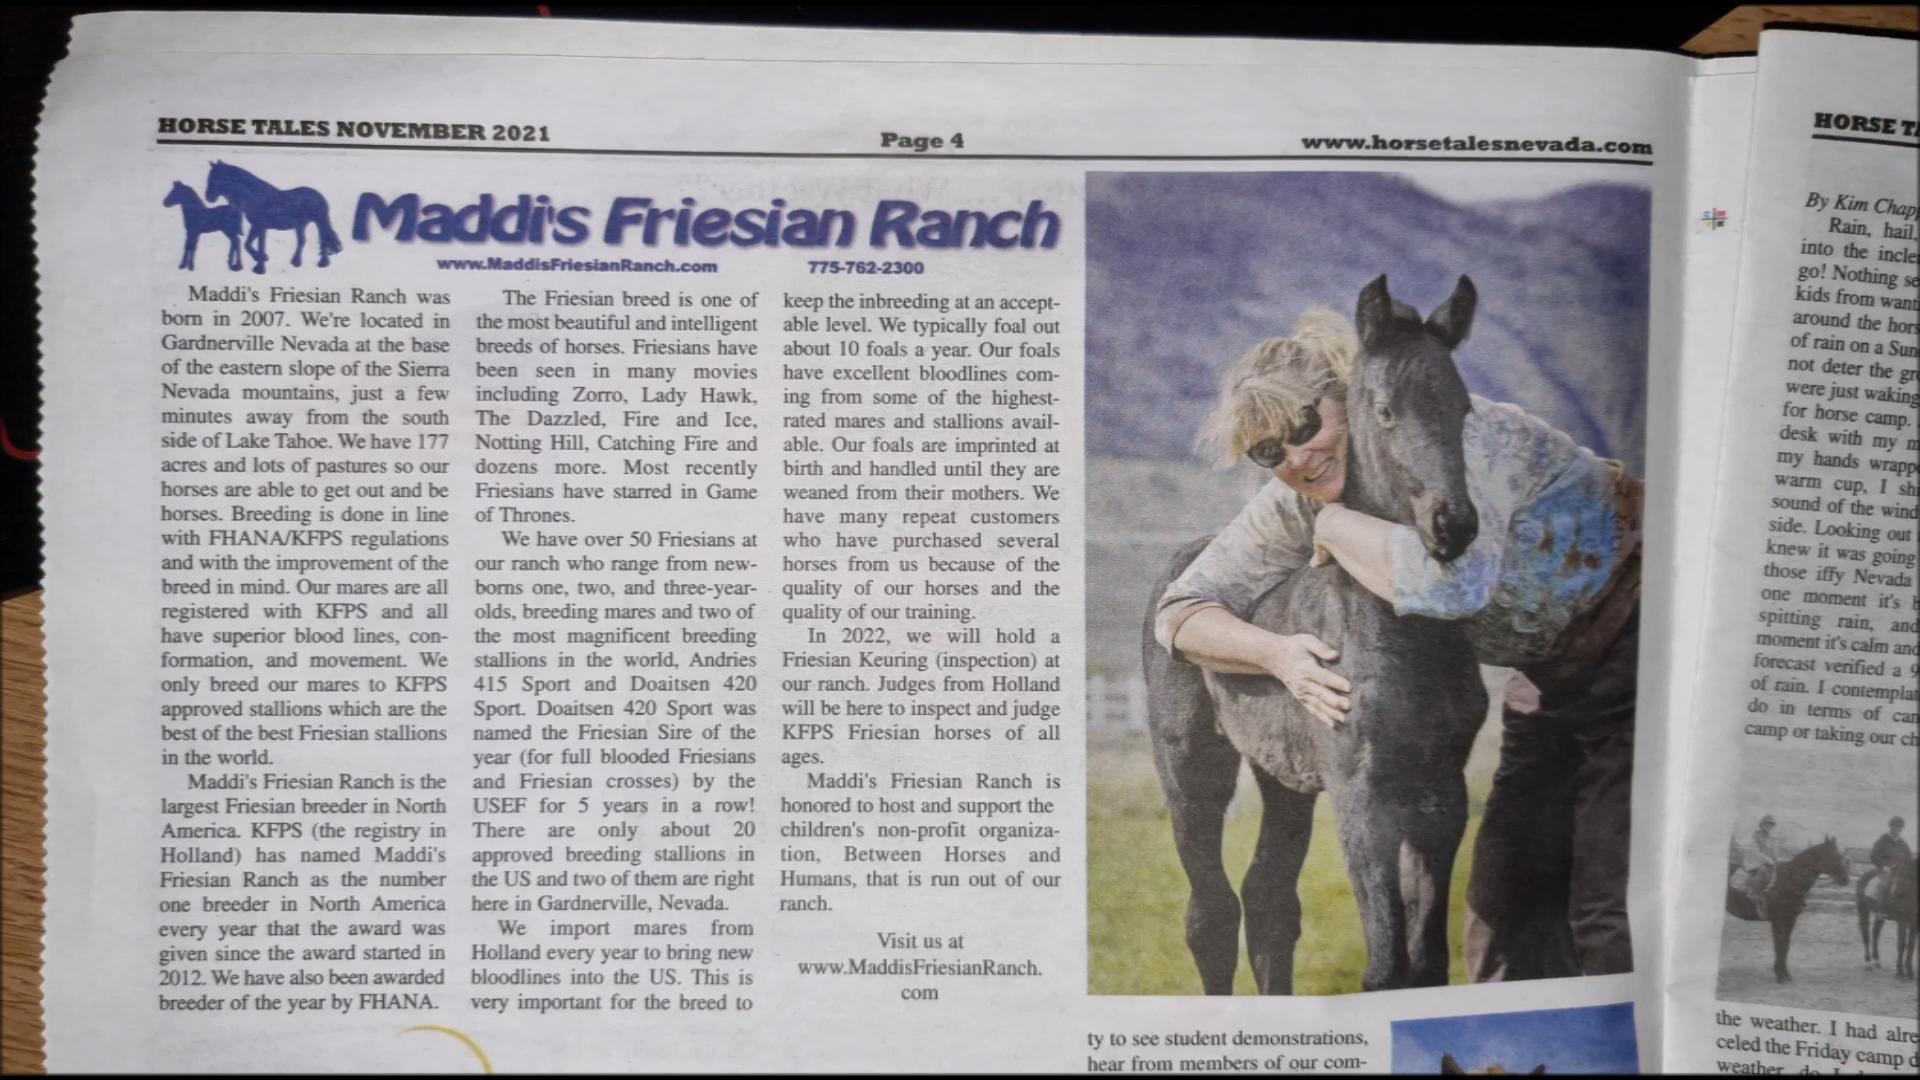 HORSE TALES NOVEMBER 2021
Page 4
www.horsetalesnevada.com
Maddi's Friesian Ranch
www.MaddisFriesianRanch.com
775-762-2300
Maddi's Friesian Ranch was
born in 2007. We're located in
Gardnerville Nevada at the base
of the eastern slope of the Sierra
Nevada mountains, just a few
minutes away from the south
side of Lake Tahoe. We have 177
acres and lots of pastures so our
horses are able to get out and be
horses. Breeding is done in line
with FHANA/KFPS regulations
and with the improvement of the
breed in mind. Our mares are all
registered with KFPS and all
have superior blood lines, con-
formation, and movement. We
only breed our mares to KFPS
approved stallions which are the
best of the best Friesian stallions
in the world.
Maddi's Friesian Ranch is the
largest Friesian breeder in North
America. KFPS (the registry in
Holland) has named Maddi's
Friesian Ranch as the number
one breeder in North America
every year that the award was
given since the award started in
2012. We have also been awarded
breeder of the year by FHANA.
The Friesian breed is one of
the most beautiful and intelligent
breeds of horses. Friesians have
been seen in many movies
including Zorro, Lady Hawk,
The Dazzled, Fire and Ice,
Notting Hill, Catching Fire and
dozens more. Most recently
Friesians have starred in Game
of Thrones.
We have over 50 Friesians at
our ranch who range from new-
borns one, two, and three-year-
olds, breeding mares and two of
the most magnificent breeding
stallions in the world, Andries
415 Sport and Doaitsen 420
Sport. Doaitsen 420 Sport was
named the Friesian Sire of the
year (for full blooded Friesians
and Friesian crosses) by the
USEF for 5 years in a row!
There are only about 20
approved breeding stallions in
the US and two of them are right
here in Gardnerville, Nevada.
We import mares from
Holland every year to bring new
bloodlines into the US. This is
very important for the breed to
keep the inbreeding at an accept-
able level. We typically foal out
about 10 foals a year. Our foals
have excellent bloodlines com-
ing from some of the highest-
rated mares and stallions avail-
able. Our foals are imprinted at
birth and handled until they are
weaned from their mothers. We
have many repeat customers
who have purchased several
horses from us because of the
quality of our horses and the
quality of our training.
In 2022, we will hold a
Friesian Keuring (inspection) at
our ranch. Judges from Holland
will be here to inspect and judge
KFPS Friesian horses of all
ages.
Maddi's Friesian Ranch is
honored to host and support the
children's non-profit organiza-
tion, Between Horses and
Humans, that is run out of our
ranch.
Visit us at
www.MaddisFriesianRanch.
com
ty to see student demonstrations,
hear from members of our com-
HORSE
By Kim
Rain, hail,
into the
go! Nothing
kids from
around the
of rain on a
not deter the
were just waking
for horse camp.
desk with my
my hands
warm cup, I
sound of the wind
side. Looking out
knew it was going
those iffy Nevada
one moment it's
spitting rain, and
moment it's calm and
forecast verified a
of rain. I
do in terms of
camp or taking our
the weather. I had
celed the Friday camp
weather,